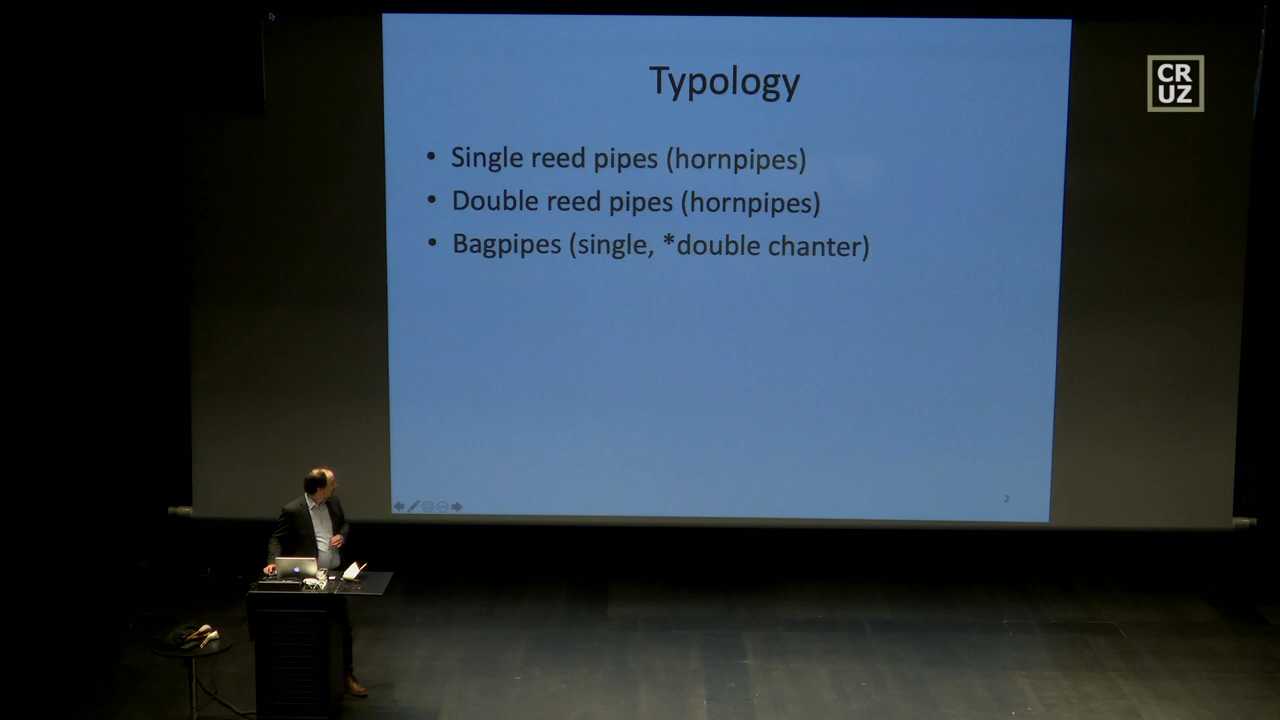 Typology
• Single reed pipes (hornpipes)
• Double reed pipes (hornpipes)
• Bagpipes (single, *double chanter)
2
CR
UZ